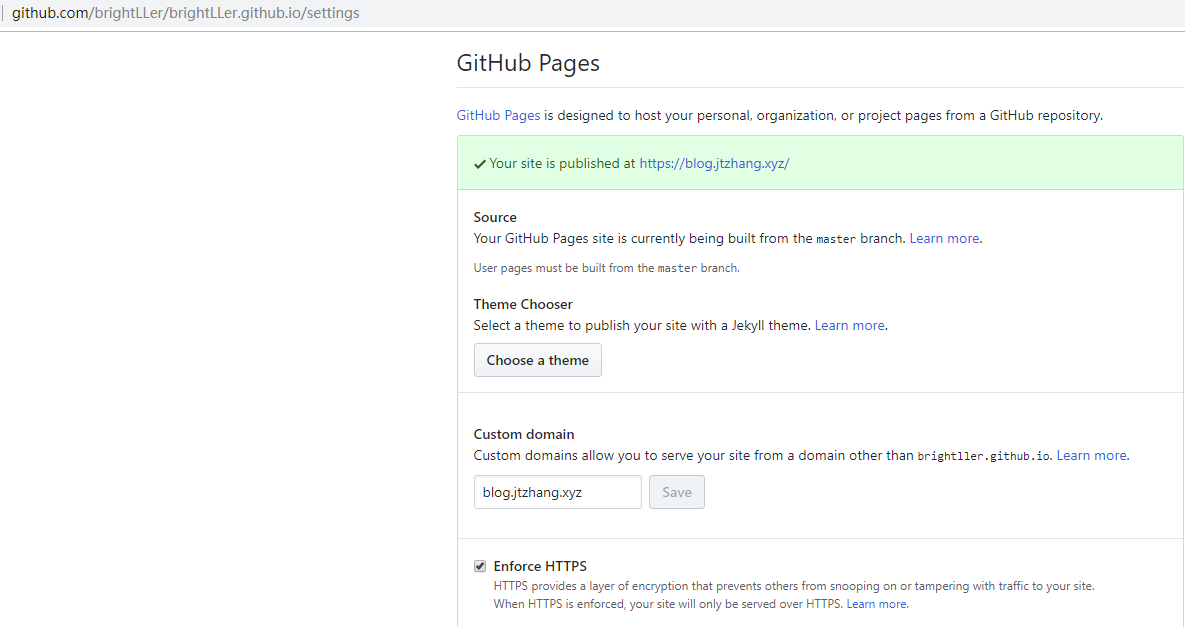 github.com/brightLLer/brightLLer.github.io/settings
GitHub Pages
GitHub Pages is designed to host your personal, organization, or project pages from a GitHub repository.
Your site is published at https://blog.jtzhang.xyz/
Source
Your GitHub Pages site is currently being built from the master branch. Learn more.
User pages must be built from the master branch.
Theme Chooser
Select a theme to publish your site with a Jekyll theme. Learn more.
Choose a theme
Custom domain
Custom domains allow you to serve your site from a domain other than brightller.github.io. Learn more.
blog.jtzhang.xyz Save
Enforce HTTPS
HTTPS provides a layer of encryption that prevents others from snooping on or tampering with traffic to your site.
When HTTPS is enforced, your site will only be served over HTTPS. Learn more.